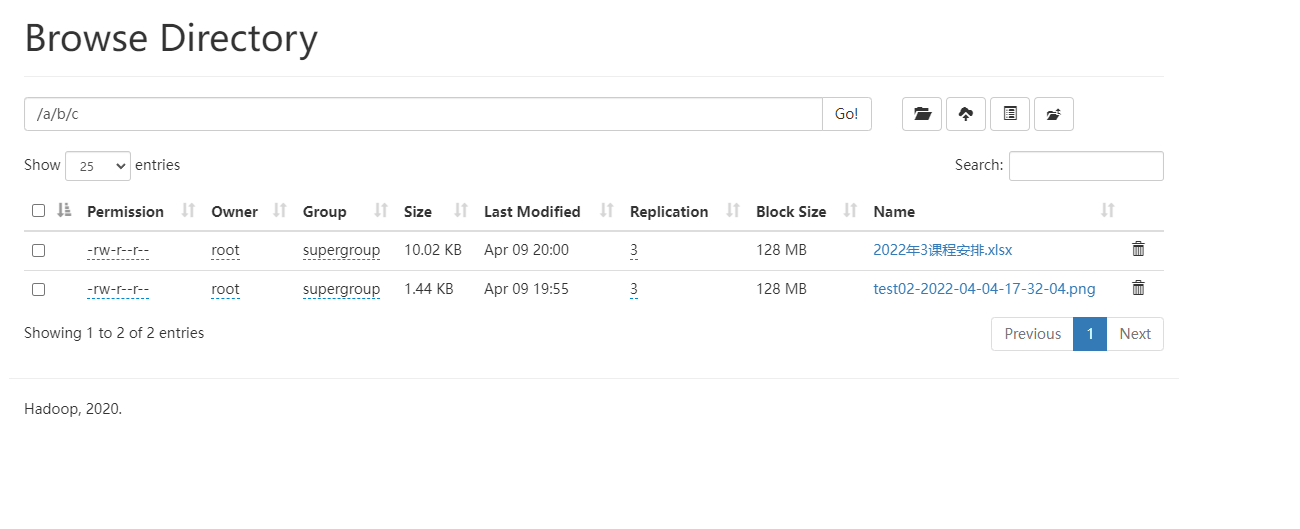 Browse Directory
/a/b/c Go!
Show 25 entries Search:
Permission Owner Group Size Last Modified Replication Block Size Name
-rw-r--r-- root supergroup 10.02 KB Apr 09 20:00 3 128 MB 2022年3课程安排.xlsx
-rw-r--r-- root supergroup 1.44 KB Apr 09 19:55 3 128 MB test02-2022-04-04-17-32-04.png
Showing 1 to 2 of 2 entries Previous 1 Next
Hadoop, 2020.